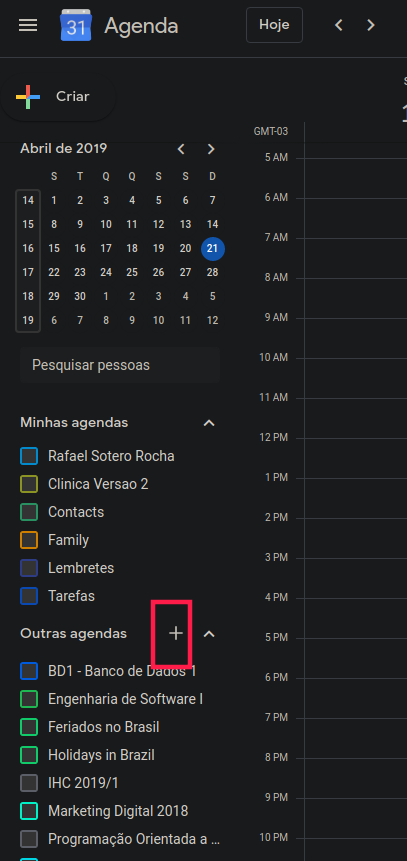 31 Agenda Hoje
Criar
Abril de 2019
S T Q Q S S D
14 1 2 3 4 5 6 7
15 8 9 10 11 12 13 14
16 15 16 17 18 19 20 21
17 22 23 24 25 26 27 28
18 29 30 1 2 3 4 5
19 6 7 8 9 10 11 12
Pesquisar pessoas
Minhas agendas
Rafael Sotero Rocha
Clinica Versao 2
Contacts
Family
Lembretes
Tarefas
Outras agendas
BD1 - Banco de Dados 1
Engenharia de Software I
Feriados no Brasil
Holidays in Brazil
IHC 2019/1
Marketing Digital 2018
Programação Orientada a ...
GMT-03
5 AM
6 AM
7 AM
8 AM
9 AM
10 AM
11 AM
12 PM
1 PM
2 PM
3 PM
4 PM
5 PM
6 PM
7 PM
8 PM
9 PM
10 PM